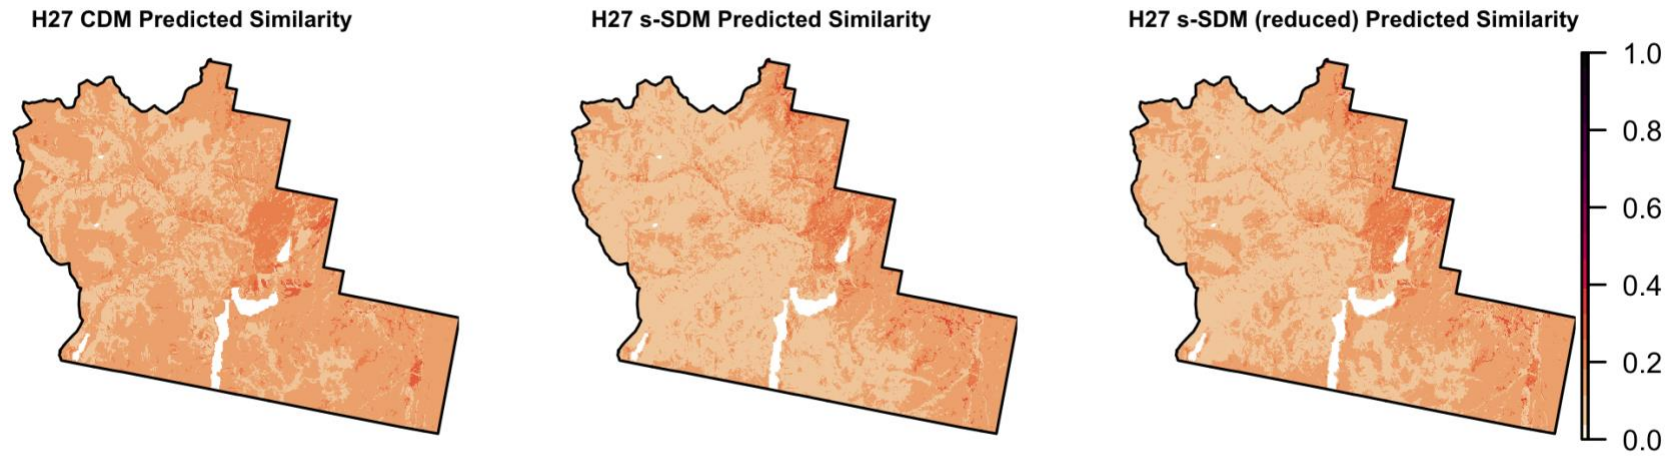 H27 CDM Predicted Similarity
H27 s-SDM Predicted Similarity
H27 s-SDM (reduced) Predicted Similarity
1.0
0.8
0.6
0.4
0.2
0.0